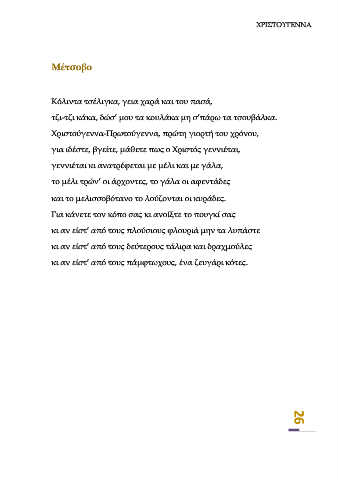 ΧΡΙΣΤΟΥΓΕΝΝΑ
Μέτσοβο
Κόλιντα τσέλιγκα, γεια χαρά και του πασά,
τζι-τζι κάκα, δώσ' μου τα κουλάκα μη σ'πάρω τα τσουβάλκα.
Χριστούγεννα-Πρωτούγεννα, πρώτη γιορτή του χρόνου,
για ιδέστε, βγείτε, μάθετε πως ο Χριστός γεννιέται,
γεννιέται κι ανατρέφεται με μέλι και με γάλα,
το μέλι τρών' οι άρχοντες, το γάλα οι αφεντάδες
και το μελισσοβότανο το λούζονται οι κυράδες.
Για κάνετε τον κόπο σας κι ανοίξτε το πουγκί σας
κι αν είστ' από τους πλούσιους φλουριά μην τα λυπάστε
κι αν είστ' από τους δεύτερους τάλιρα και δραχμούλες
κι αν είστ' από τους πάμφτωχους, ένα ζευγάρι κότες.
26